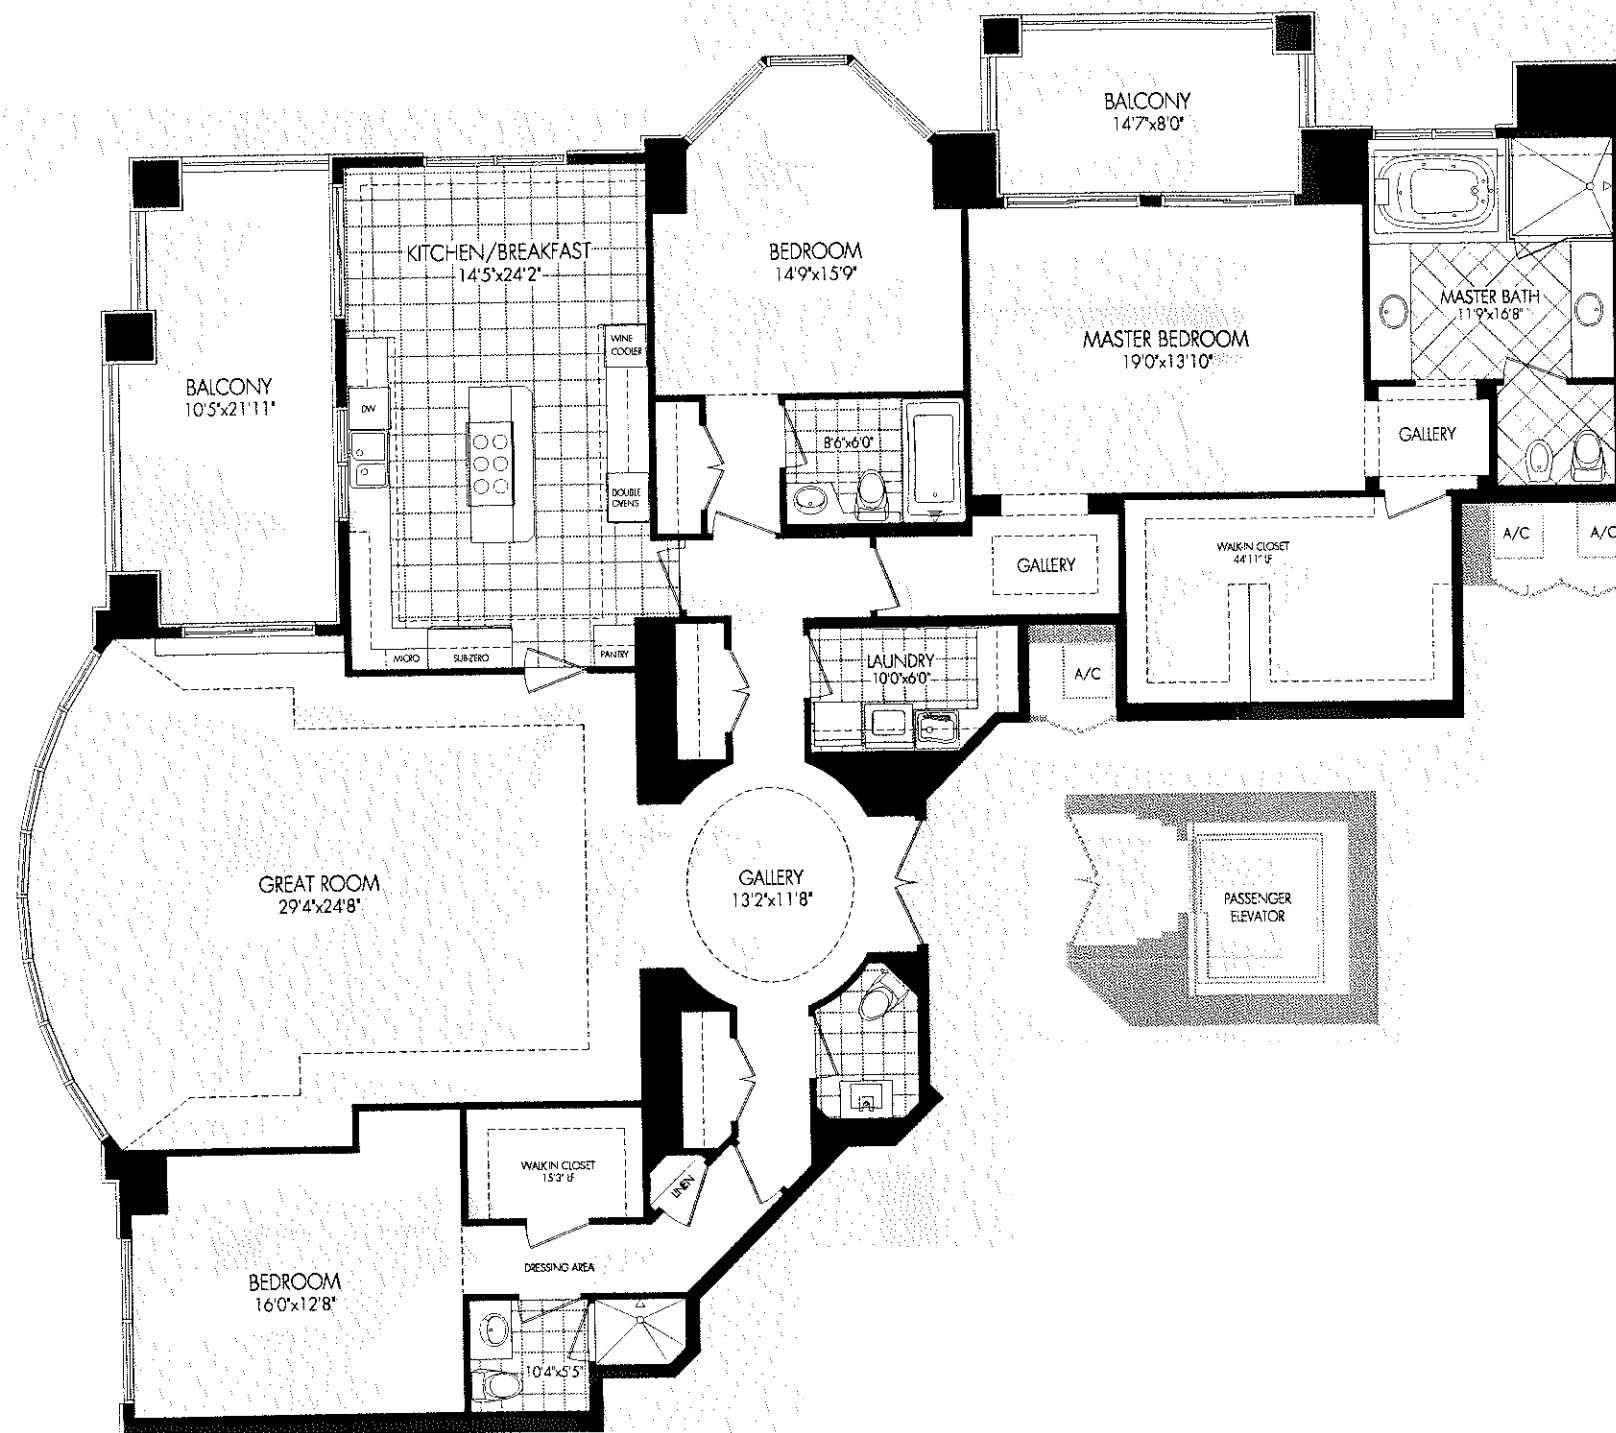 BALCONY
14'7"x8'0"
KITCHEN/BREAKFAST
14'5"x24'2"
BEDROOM
14'9"x15'9"
MASTER BATH
11'9"x16'8"
MASTER BEDROOM
19'0"x13'10"
WINE
COOLER
BALCONY
10'5"x21'11"
DW
8'6"x6'0"
GALLERY
DOUBLE
OVENS
A/C
A/C
WALK-IN CLOSET
44'11" LF
GALLERY
MICRO
SUB-ZERO
PANTRY
LAUNDRY
10'0"x6'0"
A/C
GREAT ROOM
29'4"x24'8"
GALLERY
13'2"x11'8"
PASSENGER
ELEVATOR
WALK-IN CLOSET
15'3" LF
LINEN
DRESSING AREA
BEDROOM
16'0"x12'8"
10'4"x5'5"